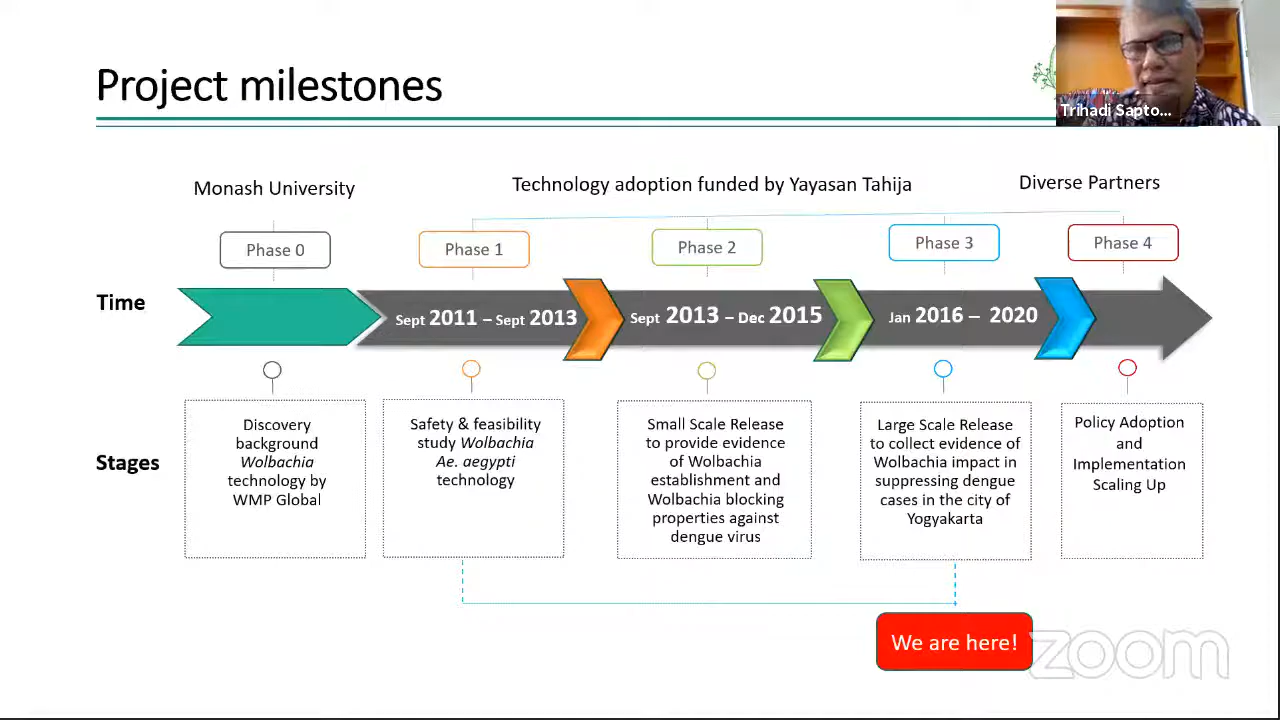 Project milestones
Trihadi Sapto...
Monash University
Technology adoption funded by Yayasan Tahija
Diverse Partners
Phase 0
Phase 1
Phase 2
Phase 3
Phase 4
Time
Sept 2011 – Sept 2013
Sept 2013 – Dec 2015
Jan 2016 – 2020
Stages
Discovery
background
Wolbachia
technology by
WMP Global
Safety & feasibility
study Wolbachia
Ae. aegypti
technology
Small Scale Release
to provide evidence
of Wolbachia
establishment and
Wolbachia blocking
properties against
dengue virus
Large Scale Release
to collect evidence of
Wolbachia impact in
suppressing dengue
cases in the city of
Yogyakarta
Policy Adoption
and
Implementation
Scaling Up
We are here!
zoom